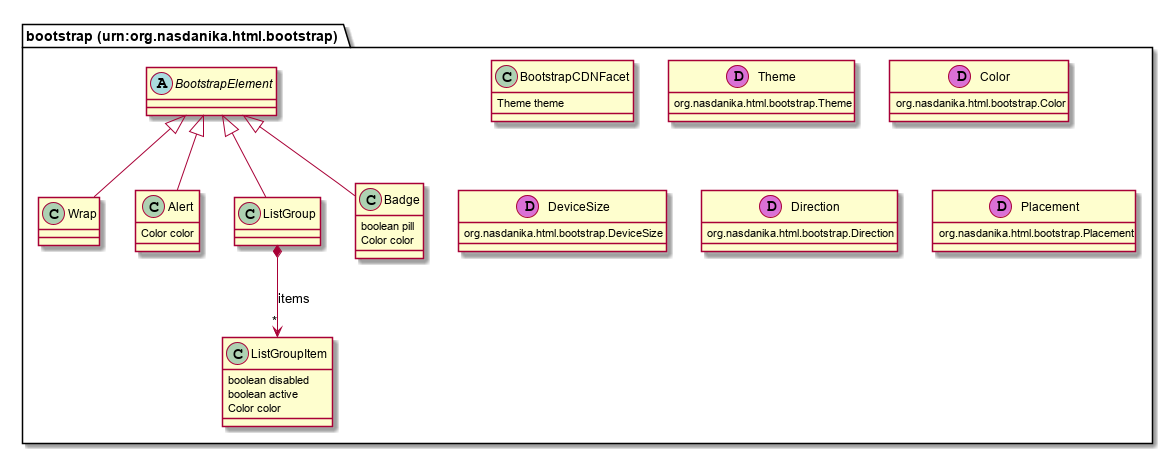 bootstrap (urn:org.nasdanika.html.bootstrap)
A BootstrapElement
C BootstrapCDNFacet
Theme theme
D Theme
org.nasdanika.html.bootstrap.Theme
D Color
org.nasdanika.html.bootstrap.Color
C Wrap
C Alert
Color color
C ListGroup
C Badge
boolean pill
Color color
D DeviceSize
org.nasdanika.html.bootstrap.DeviceSize
D Direction
org.nasdanika.html.bootstrap.Direction
D Placement
org.nasdanika.html.bootstrap.Placement
items
*
C ListGroupItem
boolean disabled
boolean active
Color color